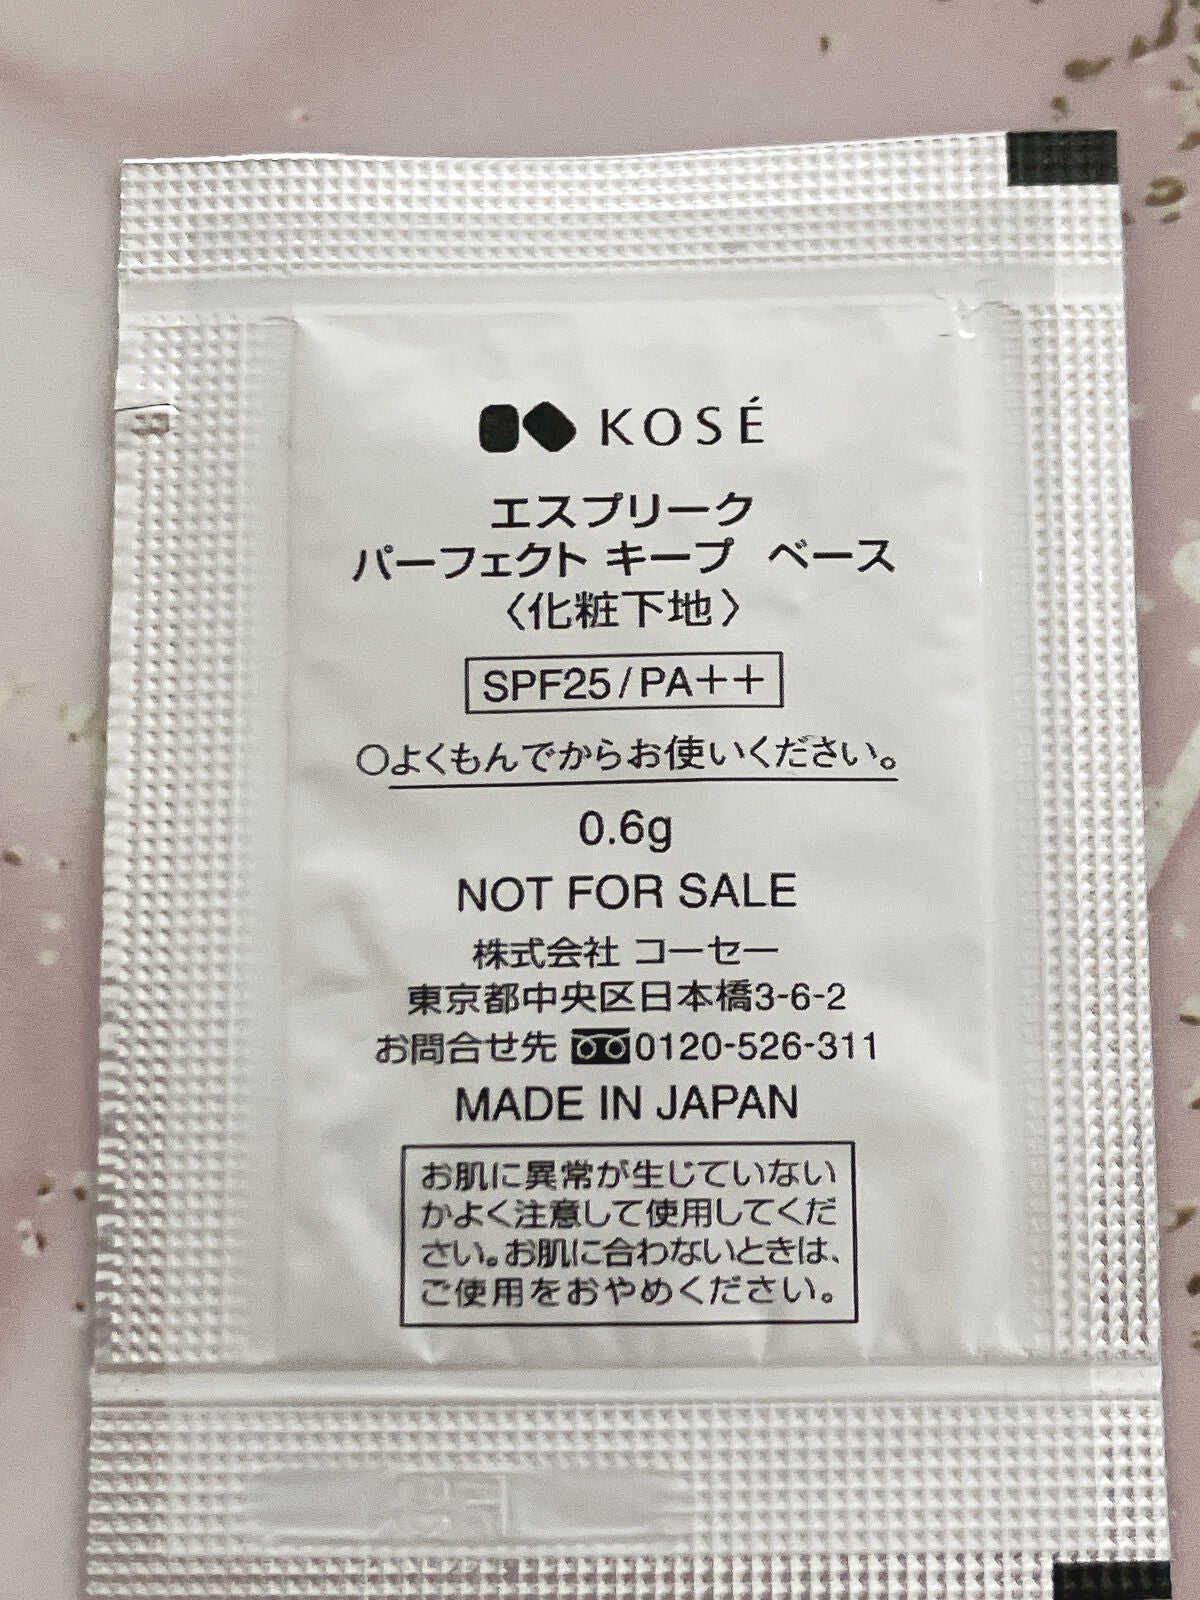 KOSÉ
エスプリーク
パーフェクト キープ ベース
〈化粧下地〉
SPF25/PA++
○よくもんでからお使いください。
0.6g
NOT FOR SALE
株式会社 コーセー
東京都中央区日本橋3-6-2
お問合せ先 0120-526-311
MADE IN JAPAN
お肌に異常が生じていない
かよく注意して使用してくだ
さい。お肌に合わないときは、
ご使用をおやめください。